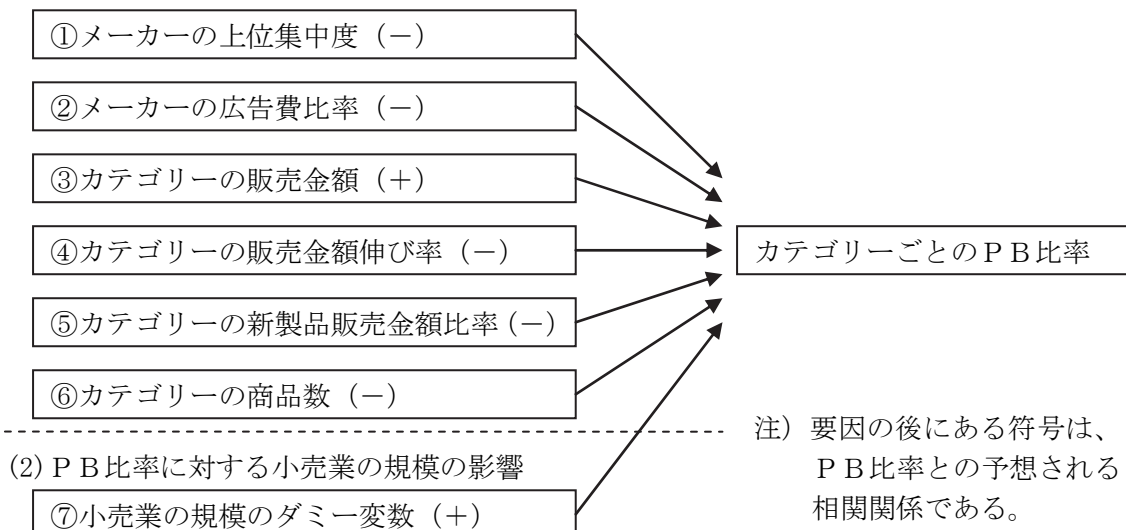 ①メーカーの上位集中度（－）
②メーカーの広告費比率（－）
③カテゴリーの販売金額（＋）
④カテゴリーの販売金額伸び率（－）
カテゴリーごとのＰＢ比率
⑤カテゴリーの新製品販売金額比率（－）
⑥カテゴリーの商品数（－）
注）要因の後にある符号は、
ＰＢ比率との予想される
相関関係である。
(2)ＰＢ比率に対する小売業の規模の影響
⑦小売業の規模のダミー変数（＋）